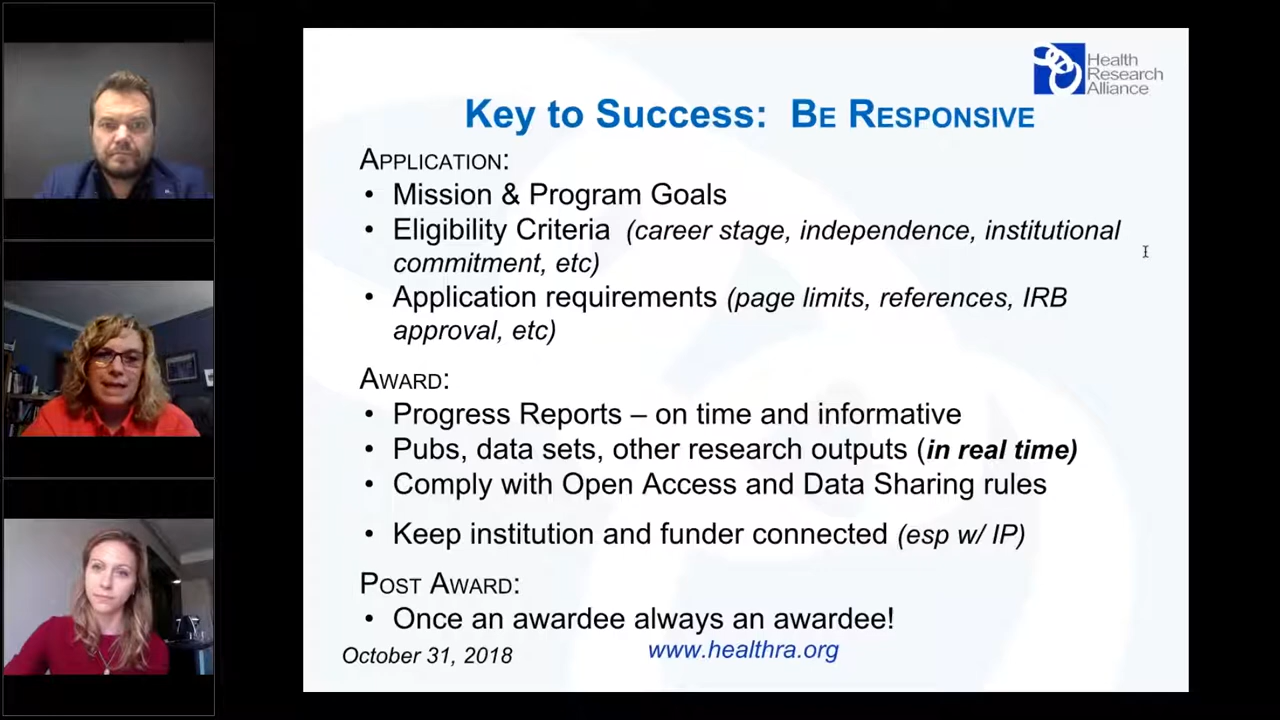 Health
Research
Alliance
Key to Success: BE RESPONSIVE
APPLICATION:
• Mission & Program Goals
• Eligibility Criteria (career stage, independence, institutional
commitment, etc)
• Application requirements (page limits, references, IRB
approval, etc)
AWARD:
• Progress Reports – on time and informative
• Pubs, data sets, other research outputs (in real time)
• Comply with Open Access and Data Sharing rules
• Keep institution and funder connected (esp w/ IP)
POST AWARD:
• Once an awardee always an awardee!
October 31, 2018
www.healthra.org